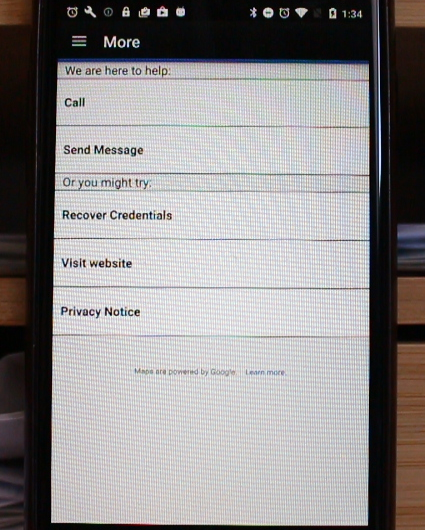 1:34
More
We are here to help:
Call
Send Message
Or you might try:
Recover Credentials
Visit website
Privacy Notice
Maps are powered by Google. Learn more.